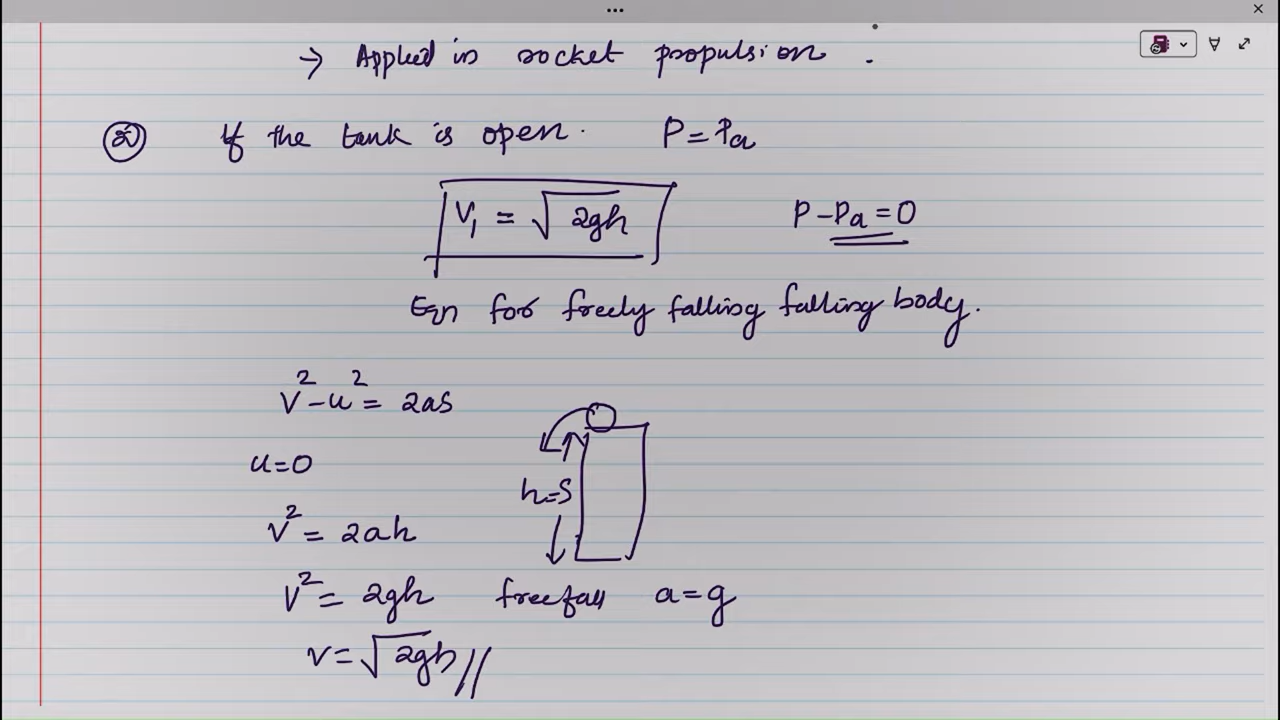 → Applied in rocket propulsion .
If the tank is open. P = Pa
V₁ = √2gh P - Pa = 0
Eqn for freely falling falling body.
V² - u² = 2aS
u = 0
h = S
V² = 2ah
V² = 2gh freefall a = g
v = √2gh //